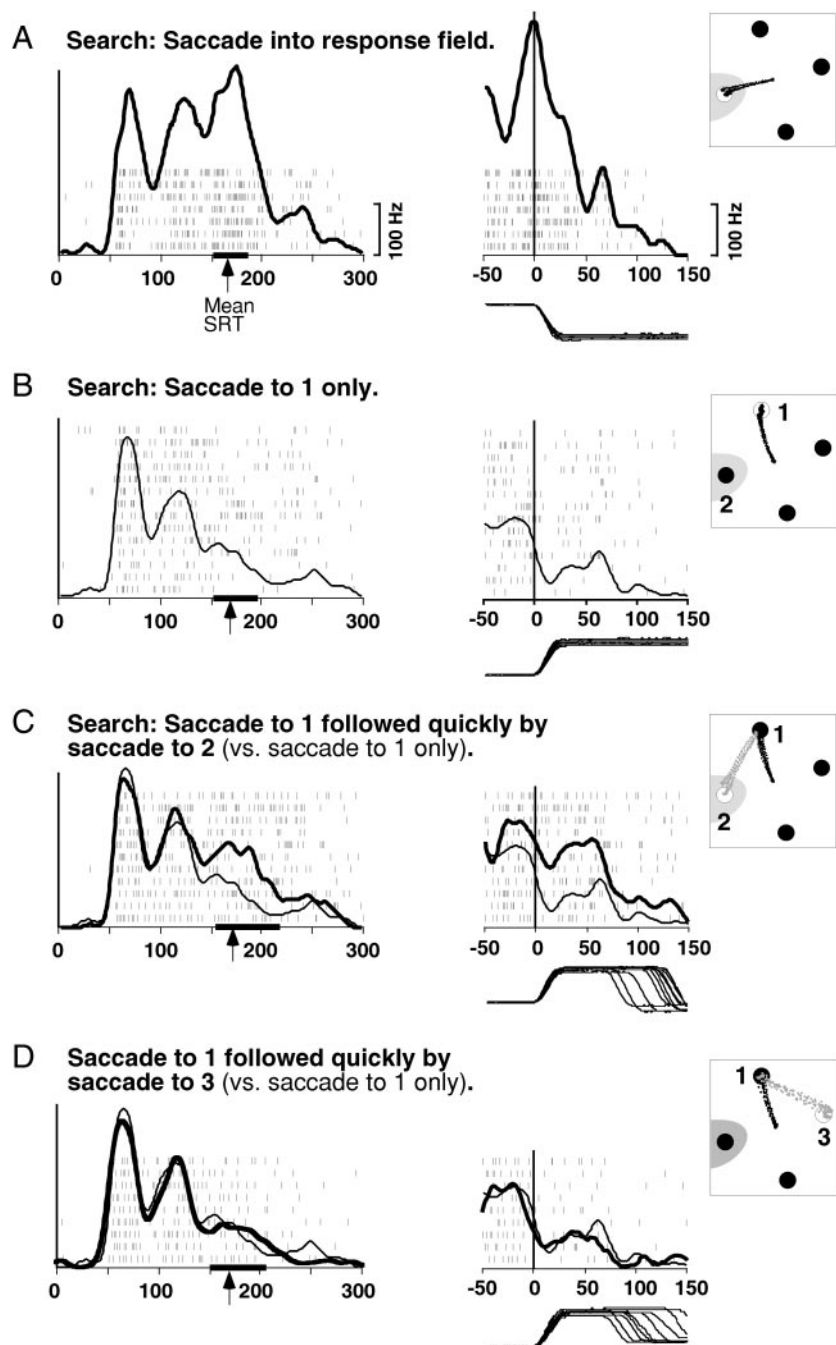 A Search: Saccade into response field.
100 Hz
100 Hz
0 100 200 300
-50 0 50 100 150
Mean
SRT
B Search: Saccade to 1 only.
1
2
0 100 200 300
-50 0 50 100 150
C Search: Saccade to 1 followed quickly by
saccade to 2 (vs. saccade to 1 only).
1
2
0 100 200 300
-50 0 50 100 150
D Saccade to 1 followed quickly by
saccade to 3 (vs. saccade to 1 only).
1
3
0 100 200 300
-50 0 50 100 150